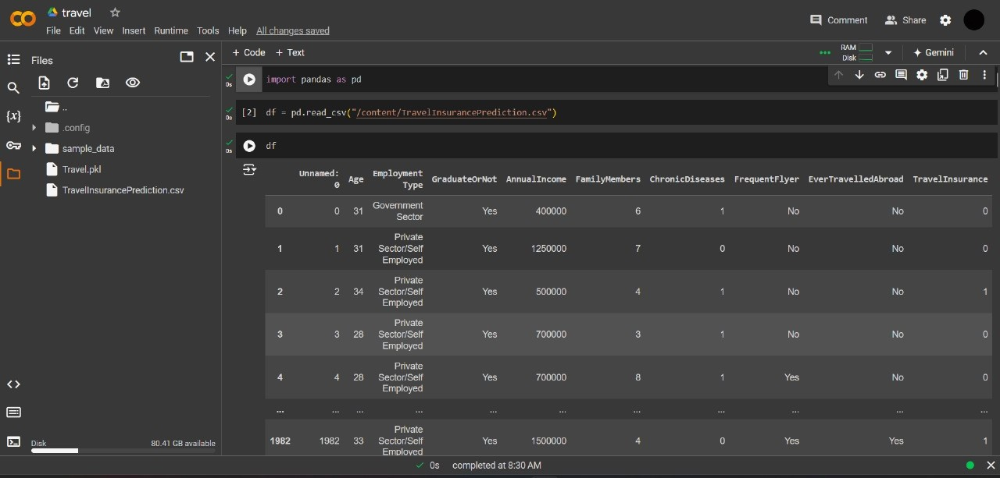 travel
File Edit View Insert Runtime Tools Help All changes saved
Comment Share
Files
+ Code + Text
RAM
Disk
Gemini
..
.config
sample_data
Travel.pkl
TravelInsurancePrediction.csv
Disk 80.41 GB available
0s import pandas as pd
0s [2] df = pd.read_csv("/content/TravelInsurancePrediction.csv")
0s df
Unnamed: 0 Age Employment Type GraduateOrNot AnnualIncome FamilyMembers ChronicDiseases FrequentFlyer EverTravelledAbroad TravelInsurance
0 0 31 Government Sector Yes 400000 6 1 No No 0
1 1 31 Private Sector/Self Employed Yes 1250000 7 0 No No 0
2 2 34 Private Sector/Self Employed Yes 500000 4 1 No No 1
3 3 28 Private Sector/Self Employed Yes 700000 3 1 No No 0
4 4 28 Private Sector/Self Employed Yes 700000 8 1 Yes No 0
... ... ... ... ... ... ... ... ... ... ...
1982 1982 33 Private Sector/Self Employed Yes 1500000 4 0 Yes Yes 1
0s completed at 8:30 AM